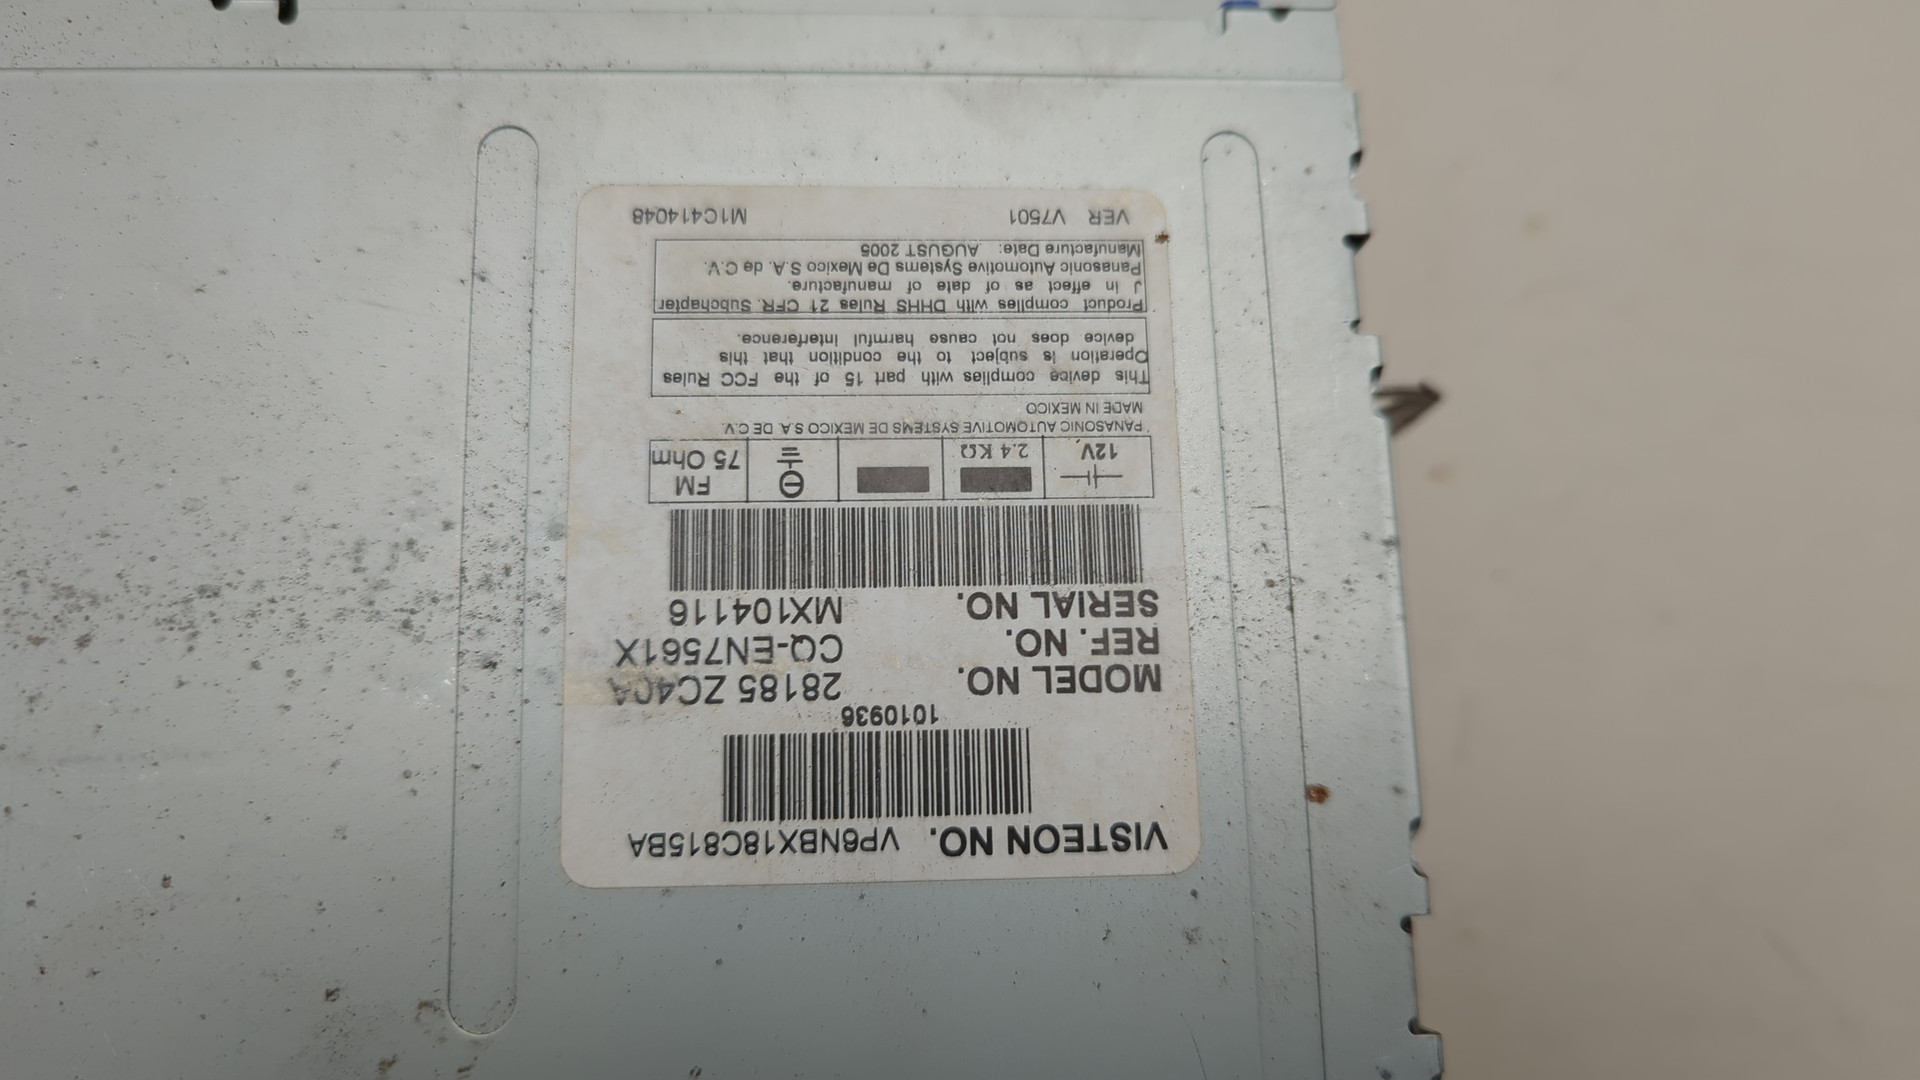 VISTEON NO. VP6NBX18C815BA
1010936
MODEL NO. 28185 ZC40A
REF. NO. CQ-EN7561X
SERIAL NO. MX104116
12V 2.4 KΩ FM 75 Ohm
PANASONIC AUTOMOTIVE SYSTEMS DE MEXICO S.A. DE C.V.
MADE IN MEXICO
This device complies with part 15 of the FCC Rules
Operation is subject to the condition that this
device does not cause harmful interference.
Product complies with DHHS Rules 21 CFR. Subchapter
J in effect as of date of manufacture.
Panasonic Automotive Systems De Mexico S.A. de C.V.
Manufacture Date: AUGUST 2005
VER V7501 M1C414048